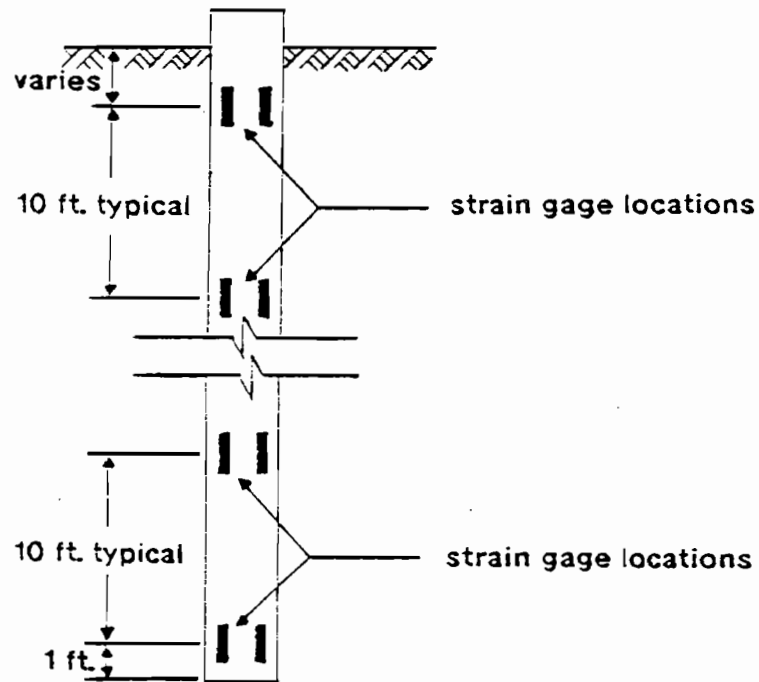 varies
10 ft. typical
strain gage locations
10 ft. typical
strain gage locations
1 ft.